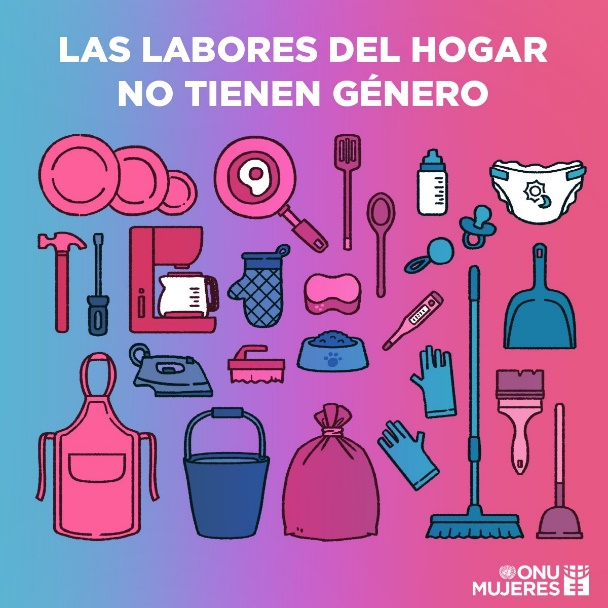 LAS LABORES DEL HOGAR
NO TIENEN GÉNERO
ONU
MUJERES